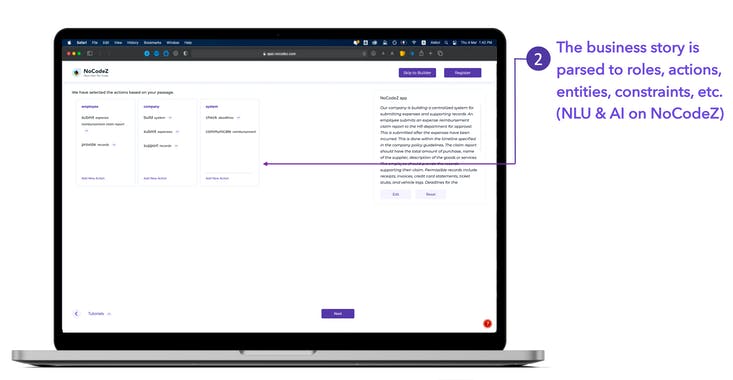 Safari File Edit View History Bookmarks Window Help
Thu 4 Mar 1:42 PM
app.nocodez.com
NoCodeZ
Skip to Builder
Register
We have selected the actions based on your passage.
employee
submit expense
reimbursement claim report
provide records
Add New Action
company
build system
submit expenses
support records
Add New Action
system
check deadlines
communicate reimbursement
Add New Action
NoCodeZ app
Our company is building a centralized system for
submitting expenses and supporting records. An
employee submits an expense reimbursement
claim report to the HR department for approval.
This is submitted after the expenses have been
incurred. This is done within the timeline specified
in the company policy guidelines. The claim report
should have the total amount of purchase, name
of the supplier, description of the goods or services.
supporting their claim. Permissible records include
receipts, invoices, credit card statements, ticket
stubs, and vehicle logs. Deadlines for the
Edit
Reset
Tutorials
Next
2
The business story is
parsed to roles, actions,
entities, constraints, etc.
(NLU & AI on NoCodeZ)